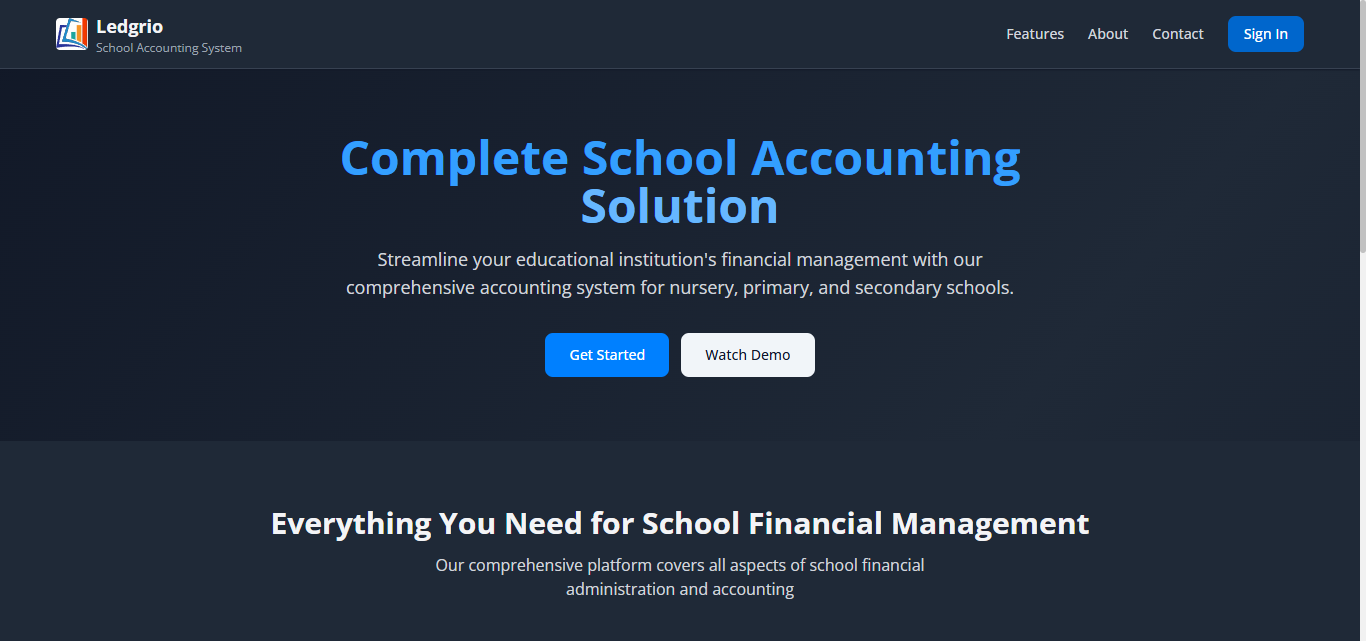 Ledgrio
School Accounting System
Features
About
Contact
Sign In
Complete School Accounting
Solution
Streamline your educational institution's financial management with our
comprehensive accounting system for nursery, primary, and secondary schools.
Get Started
Watch Demo
Everything You Need for School Financial Management
Our comprehensive platform covers all aspects of school financial
administration and accounting